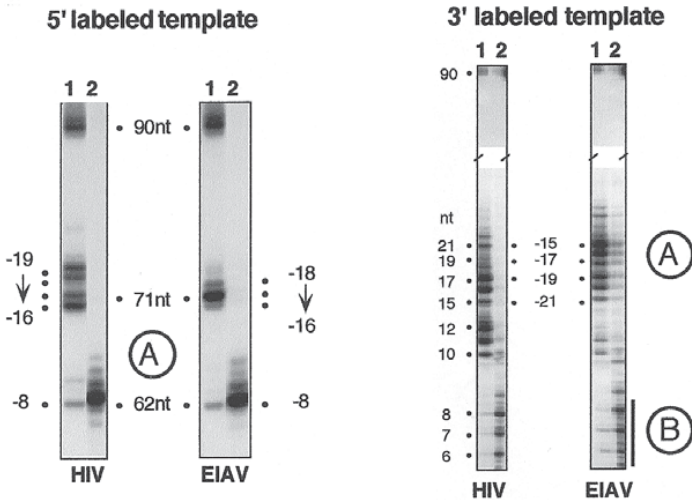 5' labeled template
3' labeled template
1 2
1 2
1 2
1 2
90nt
-19
-16
71nt
-18
-16
A
-8
62nt
-8
HIV
EIAV
90
nt
21
-15
19
-17
17
-19
15
-21
12
10
8
7
6
A
B
HIV
EIAV